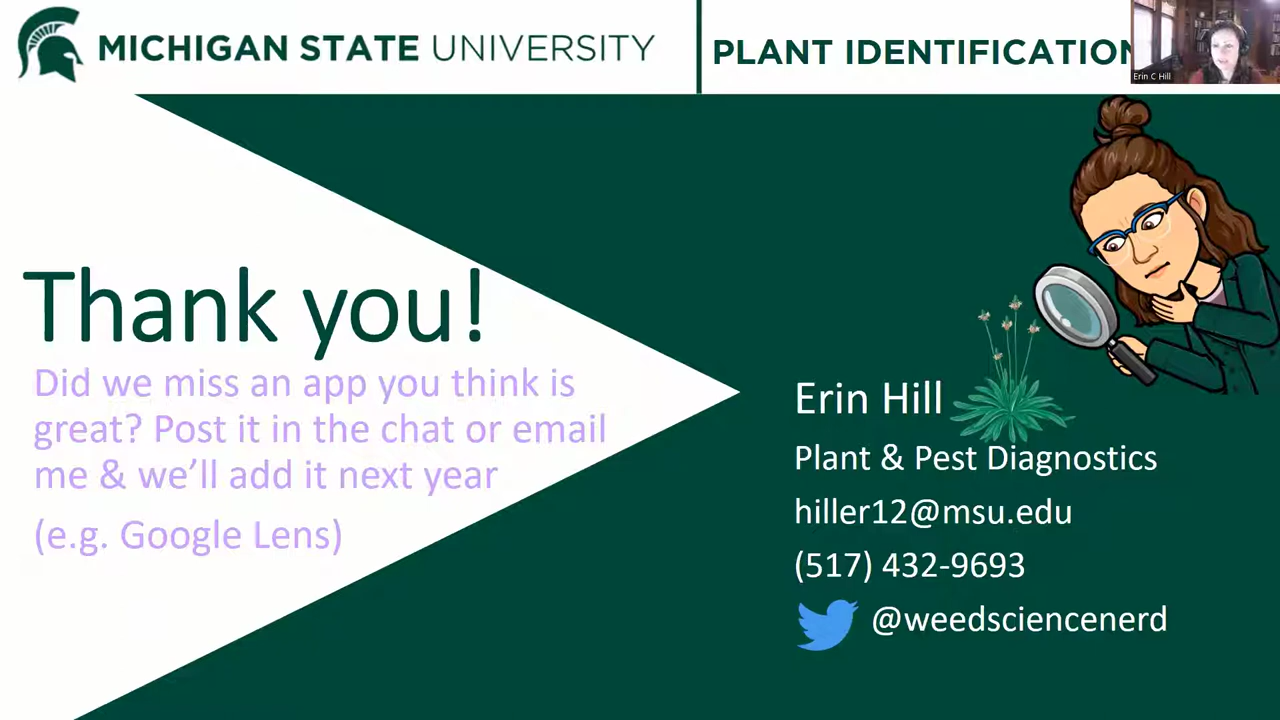 MICHIGAN STATE UNIVERSITY
PLANT IDENTIFICATION
Erin C Hill
Thank you!
Did we miss an app you think is
great? Post it in the chat or email
me & we’ll add it next year
(e.g. Google Lens)
Erin Hill
Plant & Pest Diagnostics
hiller12@msu.edu
(517) 432-9693
@weedsciencenerd